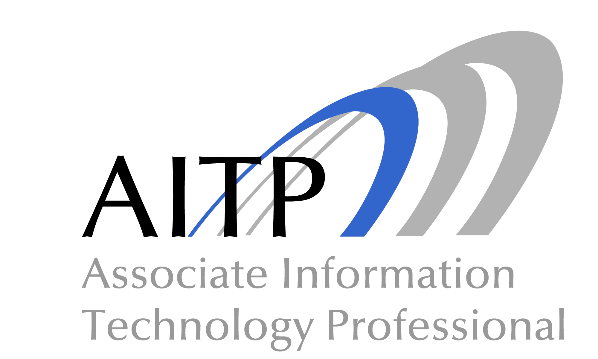 AITP
Associate Information
Technology Professional